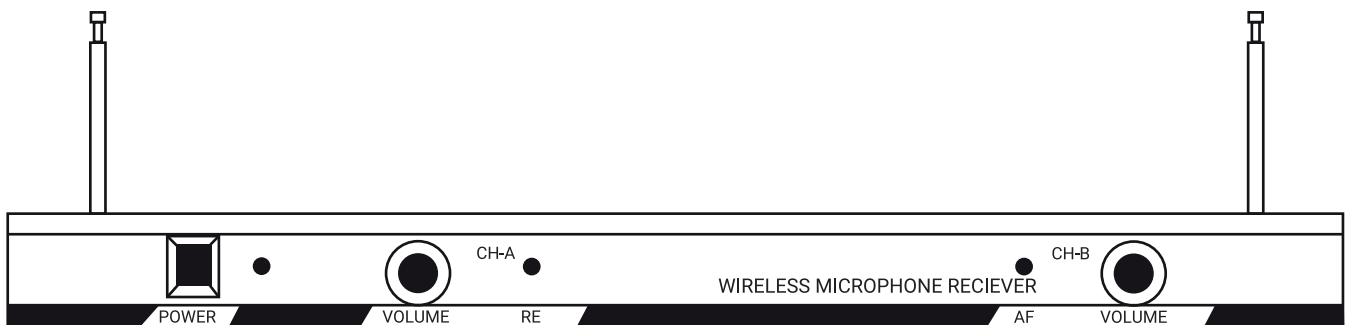 CH-A
CH-B
WIRELESS MICROPHONE RECIEVER
POWER
VOLUME
RE
AF
VOLUME